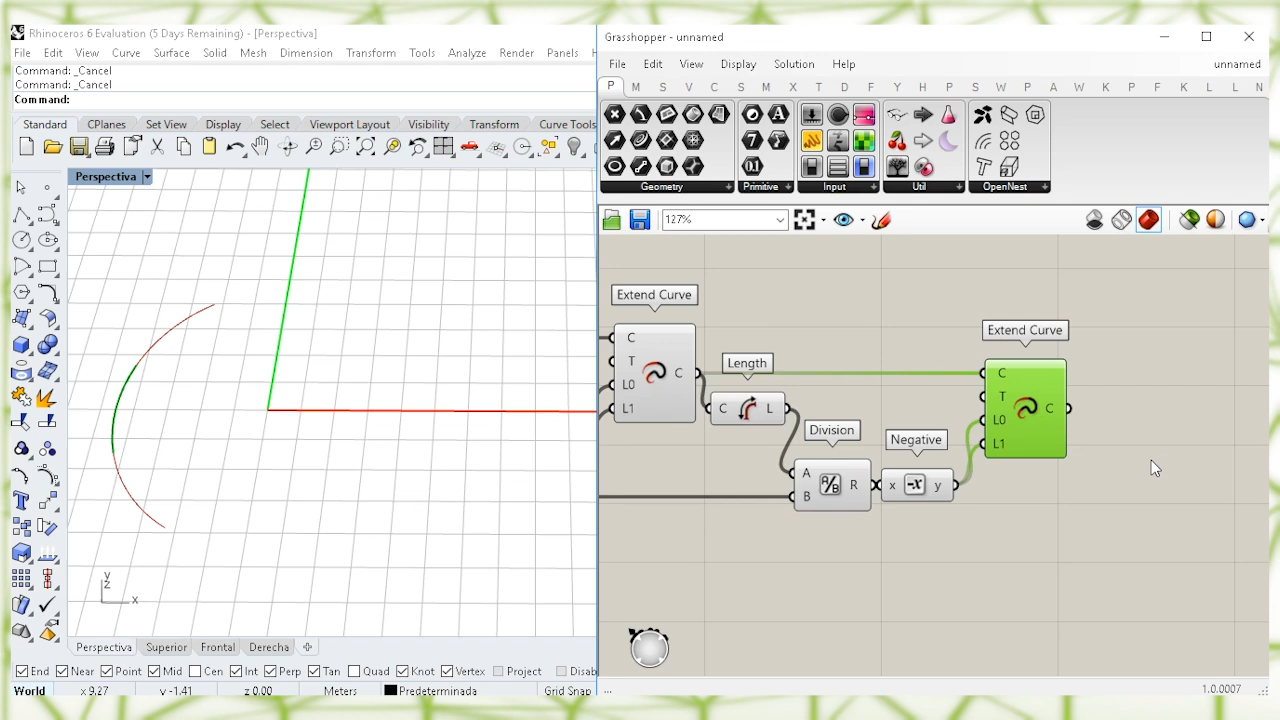 Rhinoceros 6 Evaluation (5 Days Remaining) - [Perspectiva]
File Edit View Curve Surface Solid Mesh Dimension Transform Tools Analyze Render Panels
Command: _Cancel
Command: _Cancel
Command:
Standard CPlanes Set View Display Select Viewport Layout Visibility Transform Curve Tools
Perspectiva
y
z
x
Perspectiva Superior Frontal Derecha
End Near Point Mid Cen Int Perp Tan Quad Knot Vertex Project Disab
World x 9.27 y -1.41 z 0.00 Meters Predeterminada Grid Snap
Grasshopper - unnamed
File Edit View Display Solution Help unnamed
P M S V C S V M X T D F Y H P S K W B P W L C M P F S W L N
Geometry Primitive Input Util OpenNest
127%
Extend Curve
C
T
L0
L1
C
Length
C L
Division
A
B
A/B
R
Negative
x -x y
Extend Curve
C
T
L0
L1
C
... 1.0.0007